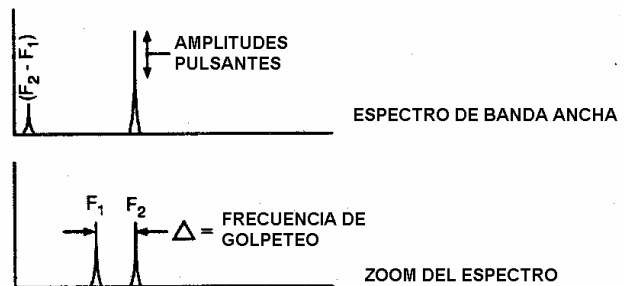 (F₂ - F₁)
AMPLITUDES
PULSANTES
ESPECTRO DE BANDA ANCHA
F₁ F₂
Δ = FRECUENCIA DE
GOLPETEO
ZOOM DEL ESPECTRO